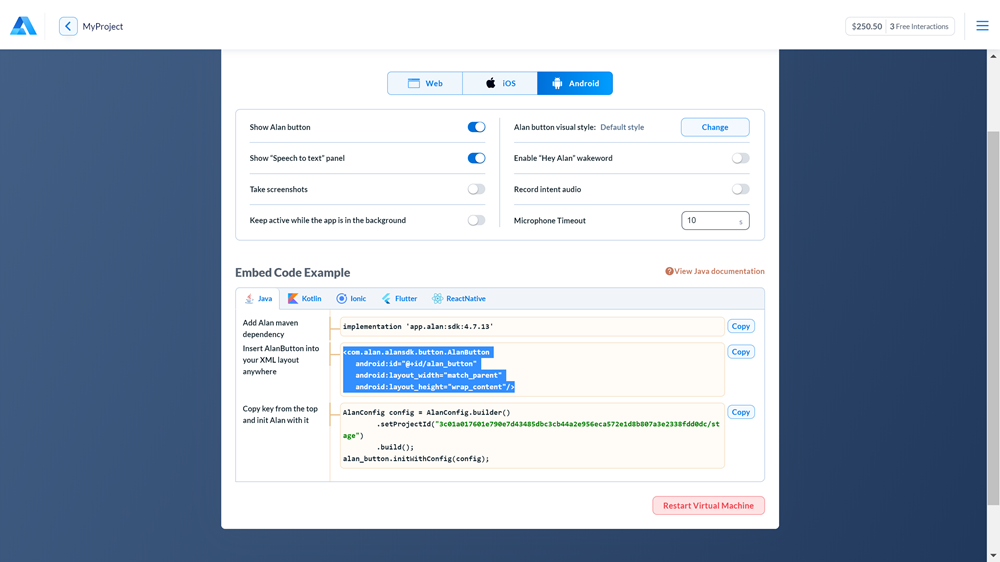 MyProject
$250.50 3 Free Interactions
Web
iOS
Android
Show Alan button
Alan button visual style: Default style
Change
Show "Speech to text" panel
Enable "Hey Alan" wakeword
Take screenshots
Record intent audio
Keep active while the app is in the background
Microphone Timeout
10 s
Embed Code Example
View Java documentation
Java
Kotlin
Ionic
Flutter
ReactNative
Add Alan maven
dependency
implementation 'app.alan:sdk:4.7.13'
Copy
Insert AlanButton into
your XML layout
anywhere
<com.alan.alansdk.button.AlanButton
android:id="@+id/alan_button"
android:layout_width="match_parent"
android:layout_height="wrap_content"/>
Copy
Copy key from the top
and init Alan with it
AlanConfig config = AlanConfig.builder()
.setProjectId("3c01a017601e790e7d43485dbc3cb44a2e956eca572e1d8b807a3e2338fdd0dc/st
age")
.build();
alan_button.initWithConfig(config);
Copy
Restart Virtual Machine